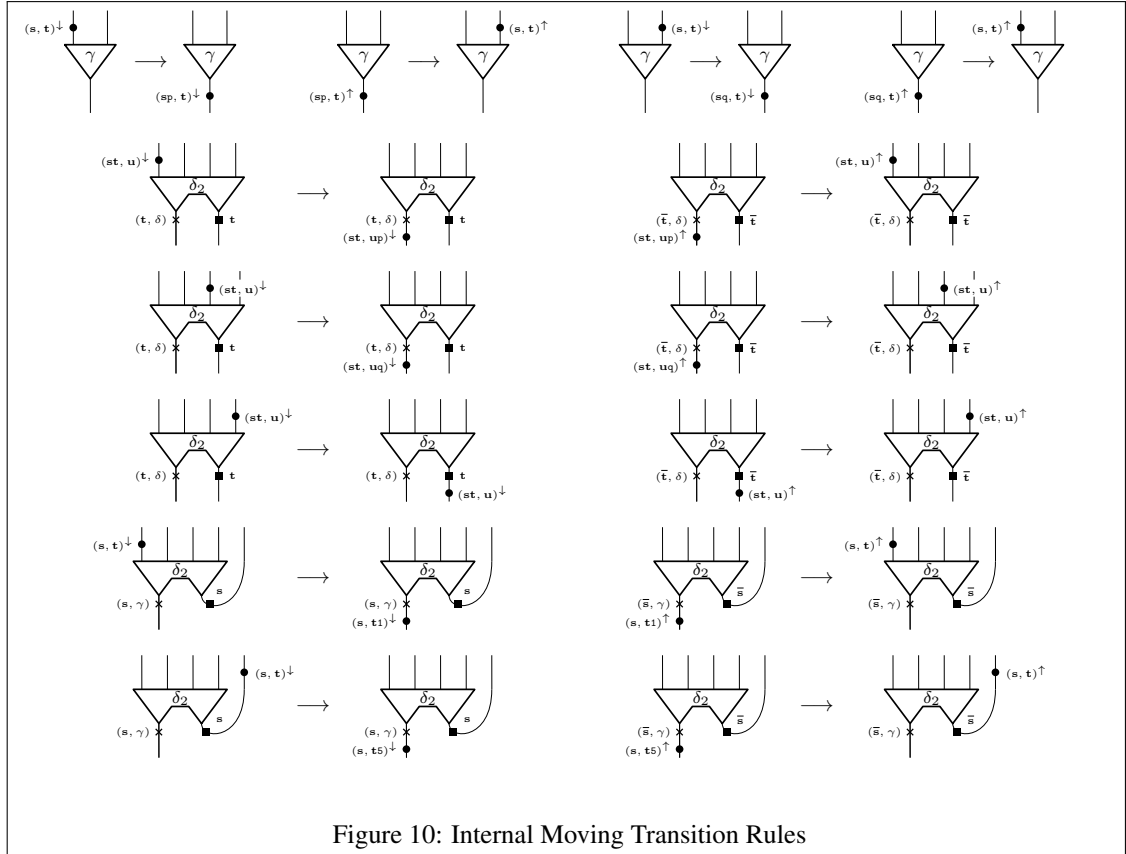 (s, t)↓ (s, t)↑ (s, t)↓ (s, t)↑
γ γ γ γ γ γ γ γ
(sp, t)↓ (sp, t)↑ (sq, t)↓ (sq, t)↑
(st, u)↓ (st, u)↑
δ₂ δ₂ δ₂ δ₂
(t, δ) t (t, δ) t (t̅, δ) t̅ (t̅, δ) t̅
(st, up)↓ (st, up)↑
(st, u)↓ (st, u)↑
δ₂ δ₂ δ₂ δ₂
(t, δ) t (t, δ) t (t̅, δ) t̅ (t̅, δ) t̅
(st, uq)↓ (st, uq)↑
(st, u)↓ (st, u)↑
δ₂ δ₂ δ₂ δ₂
(t, δ) t (t, δ) t (t̅, δ) t̅ (t̅, δ) t̅
(st, u)↓ (st, u)↑
(s, t)↓ (s, t)↑
δ₂ δ₂ δ₂ δ₂
s s s̅ s̅
(s, γ) (s, γ) (s̅, γ) (s̅, γ)
(s, t1)↓ (s, t1)↑
(s, t)↓ (s, t)↑
δ₂ δ₂ δ₂ δ₂
s s s̅ s̅
(s, γ) (s, γ) (s̅, γ) (s̅, γ)
(s, t5)↓ (s, t5)↑
Figure 10: Internal Moving Transition Rules